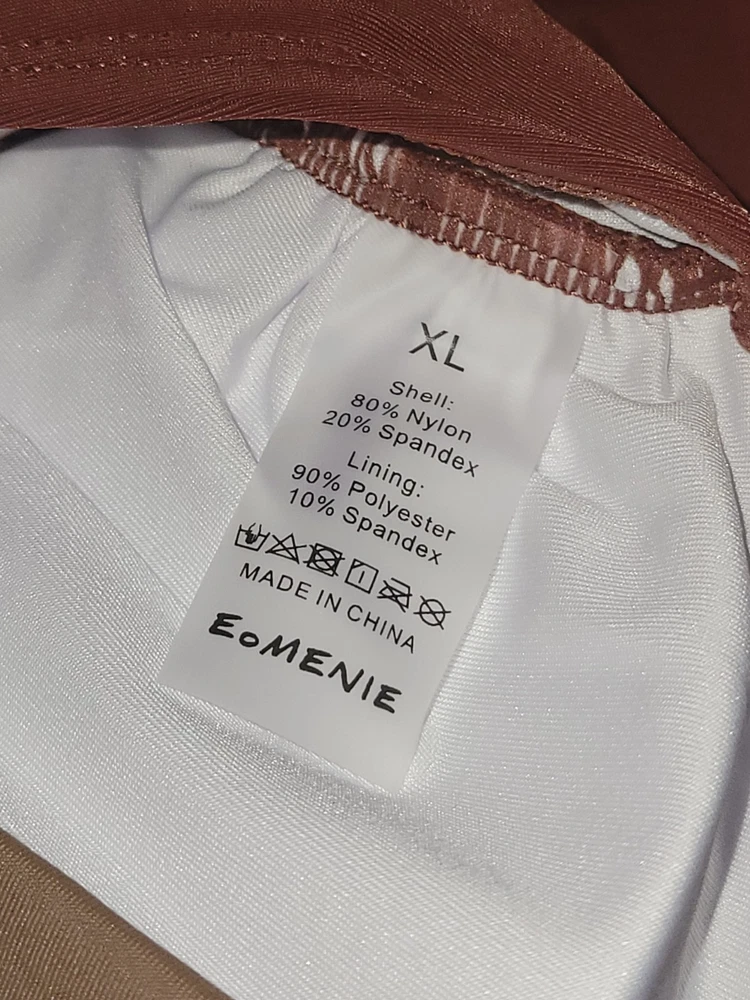 XL
Shell:
80% Nylon
20% Spandex
Lining:
90% Polyester
10% Spandex
MADE IN CHINA
EoMENIE